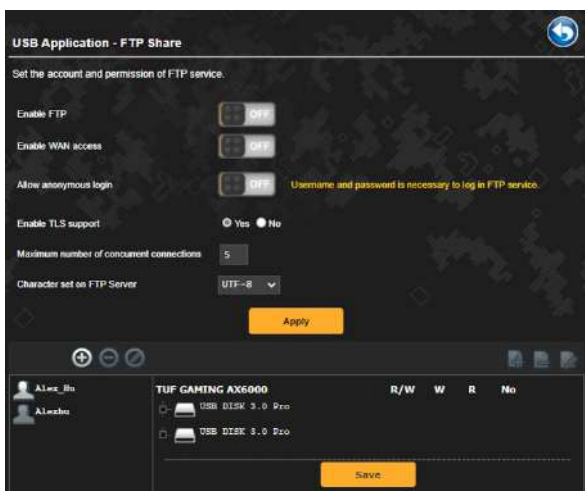 USB Application - FTP Share
Set the account and permission of FTP service.
Enable FTP OFF
Enable WAN access OFF
Allow anonymous login OFF Username and password is necessary to log in FTP service.
Enable TLS support Yes No
Maximum number of concurrent connections 5
Character set on FTP Server UTF-8
Apply
Alex_Hu TUF GAMING AX6000 R/W W R No
USB DISK 3.0 Pro
Alexhu
USB DISK 3.0 Pro
Save